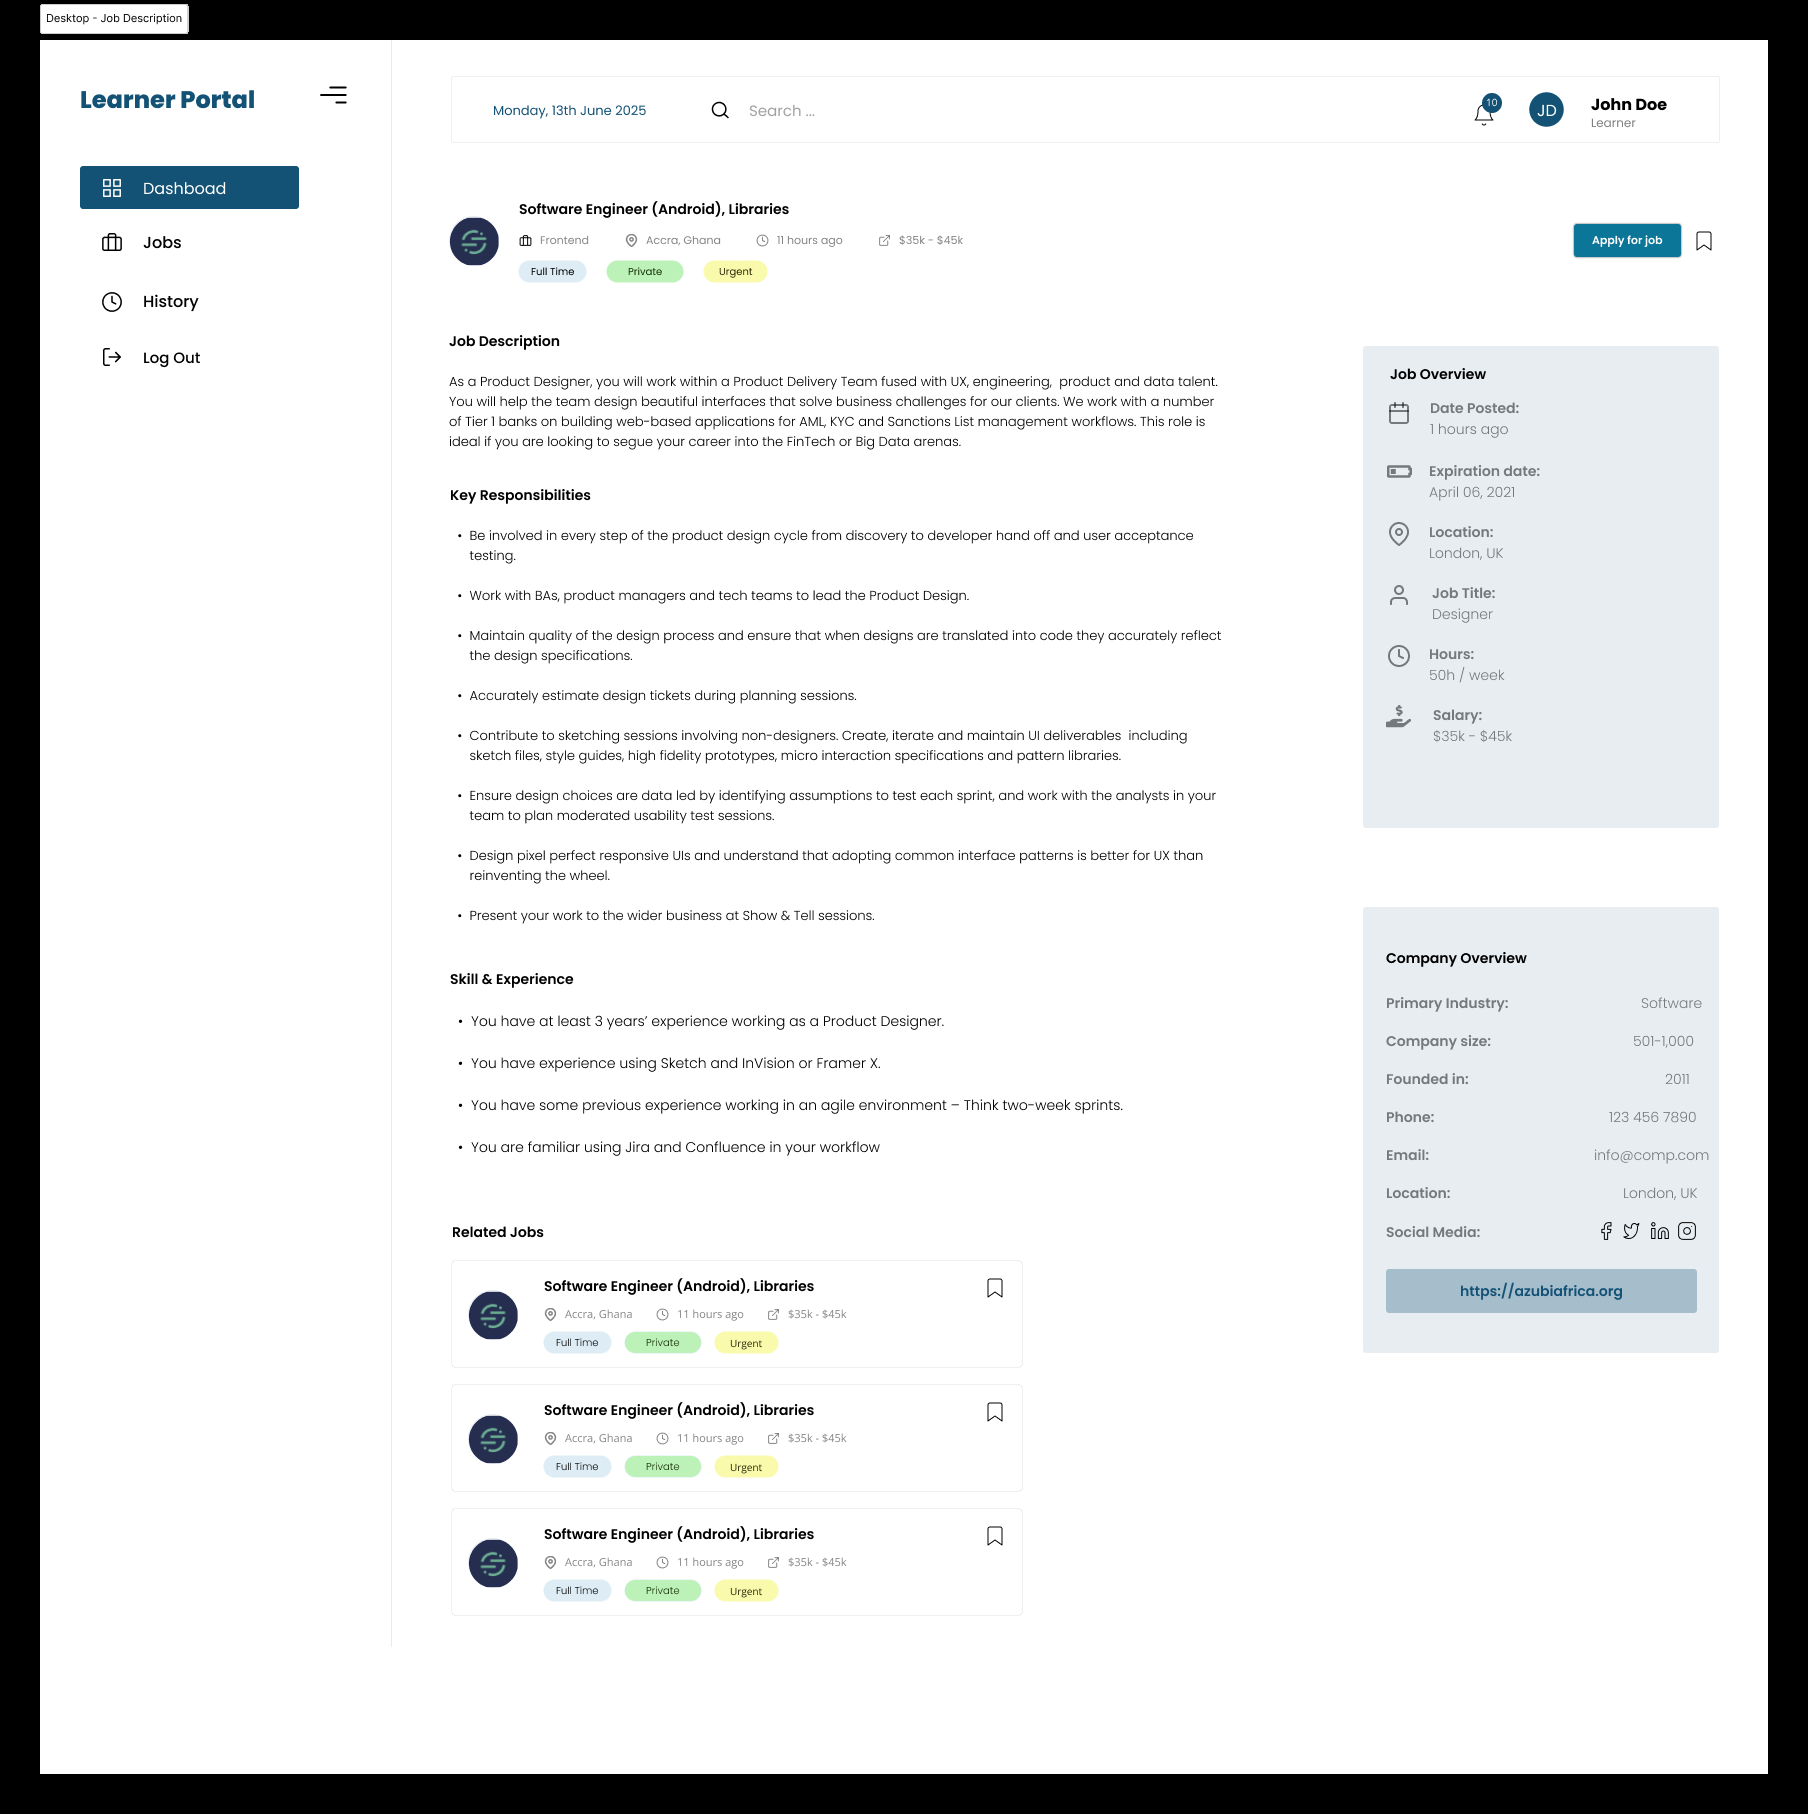 Desktop - Job Description
Learner Portal
Dashboad
Jobs
History
Log Out
Monday, 13th June 2025
Search ...
10
JD
John Doe
Learner
Software Engineer (Android), Libraries
Frontend
Accra, Ghana
11 hours ago
$35k - $45k
Full Time
Private
Urgent
Apply for job
Job Description
As a Product Designer, you will work within a Product Delivery Team fused with UX, engineering,  product and data talent.
You will help the team design beautiful interfaces that solve business challenges for our clients. We work with a number
of Tier 1 banks on building web-based applications for AML, KYC and Sanctions List management workflows. This role is
ideal if you are looking to segue your career into the FinTech or Big Data arenas.
Key Responsibilities
• Be involved in every step of the product design cycle from discovery to developer hand off and user acceptance
testing.
• Work with BAs, product managers and tech teams to lead the Product Design.
• Maintain quality of the design process and ensure that when designs are translated into code they accurately reflect
the design specifications.
• Accurately estimate design tickets during planning sessions.
• Contribute to sketching sessions involving non-designers. Create, iterate and maintain UI deliverables  including
sketch files, style guides, high fidelity prototypes, micro interaction specifications and pattern libraries.
• Ensure design choices are data led by identifying assumptions to test each sprint, and work with the analysts in your
team to plan moderated usability test sessions.
• Design pixel perfect responsive UIs and understand that adopting common interface patterns is better for UX than
reinventing the wheel.
• Present your work to the wider business at Show & Tell sessions.
Skill & Experience
• You have at least 3 years’ experience working as a Product Designer.
• You have experience using Sketch and InVision or Framer X.
• You have some previous experience working in an agile environment – Think two-week sprints.
• You are familiar using Jira and Confluence in your workflow
Related Jobs
Software Engineer (Android), Libraries
Accra, Ghana
11 hours ago
$35k - $45k
Full Time
Private
Urgent
Software Engineer (Android), Libraries
Accra, Ghana
11 hours ago
$35k - $45k
Full Time
Private
Urgent
Software Engineer (Android), Libraries
Accra, Ghana
11 hours ago
$35k - $45k
Full Time
Private
Urgent
Job Overview
Date Posted:
1 hours ago
Expiration date:
April 06, 2021
Location:
London, UK
Job Title:
Designer
Hours:
50h / week
Salary:
$35k - $45k
Company Overview
Primary Industry: Software
Company size: 501-1,000
Founded in: 2011
Phone: 123 456 7890
Email: info@comp.com
Location: London, UK
Social Media:
https://azubiafrica.org